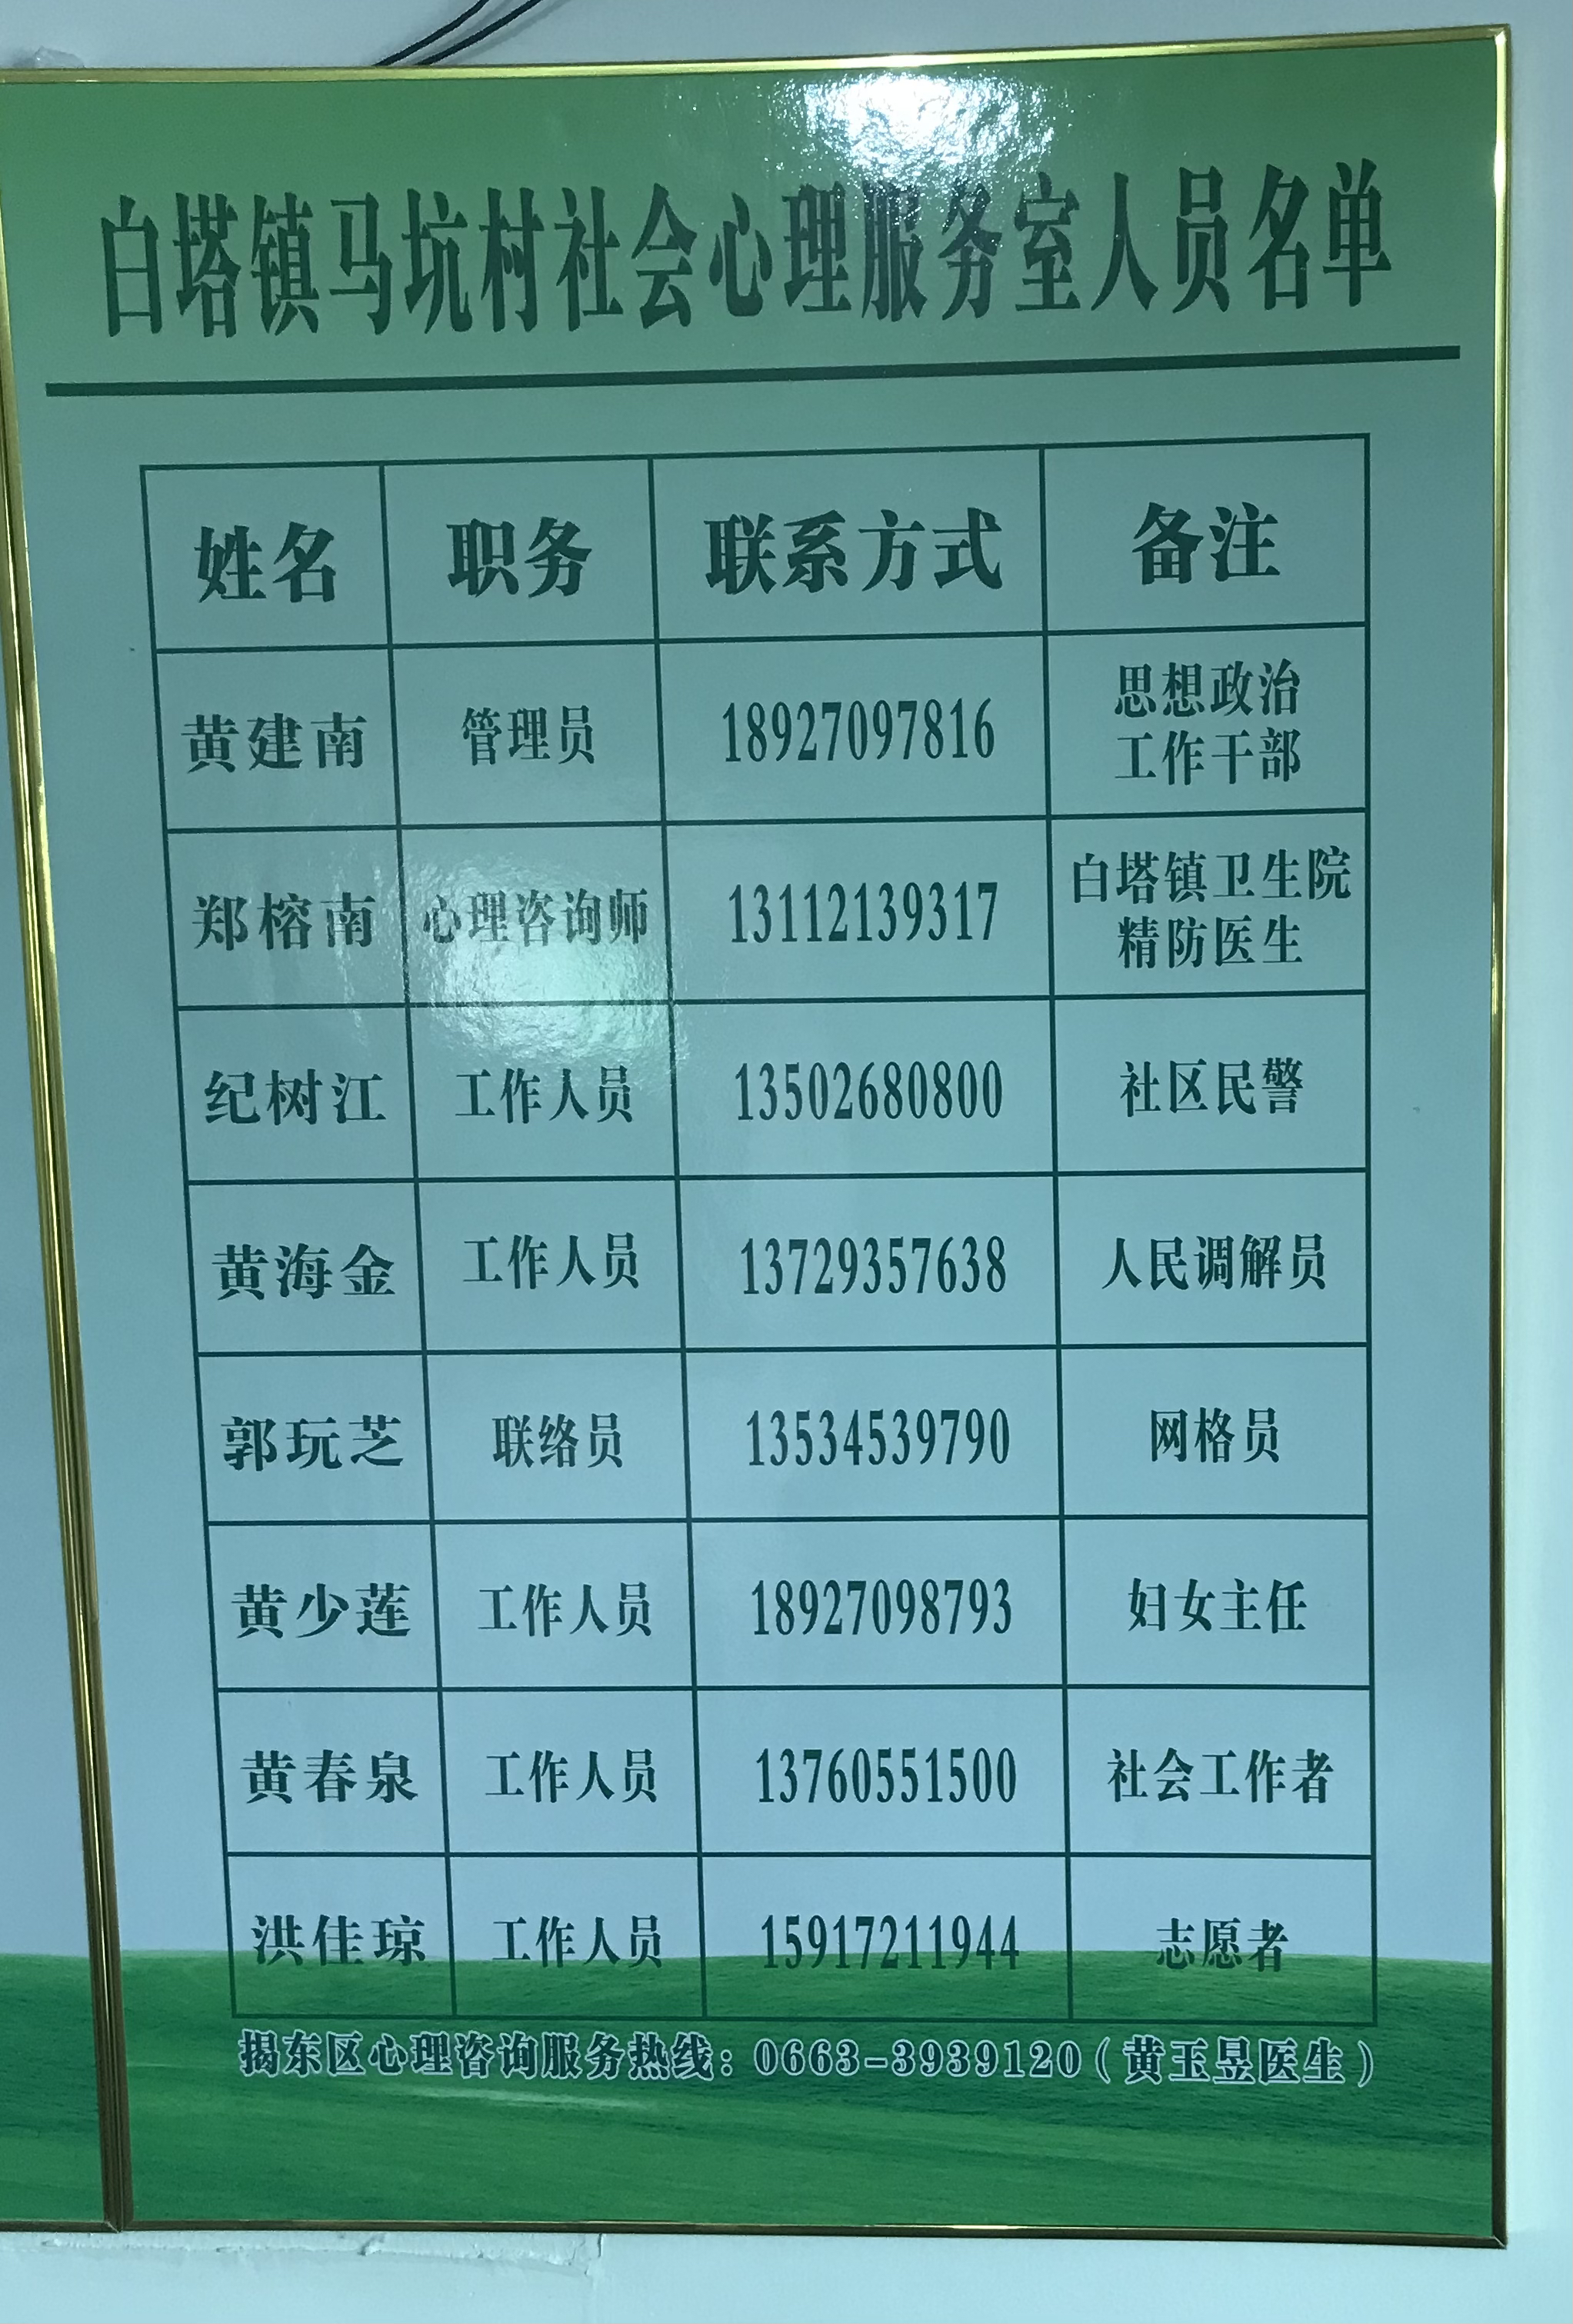 白塔镇马坑村社会心理服务室人员名单
姓名 职务 联系方式 备注
黄建南 管理员 18927097816 思想政治
工作干部
郑榕南 心理咨询师 13112139317 白塔镇卫生院
精防医生
纪树江 工作人员 13502680800 社区民警
黄海金 工作人员 13729357638 人民调解员
郭玩芝 联络员 13534539790 网格员
黄少莲 工作人员 18927098793 妇女主任
黄春泉 工作人员 13760551500 社会工作者
洪佳琼 工作人员 15917211944 志愿者
揭东区心理咨询服务热线：0663-3939120（黄玉昱医生）